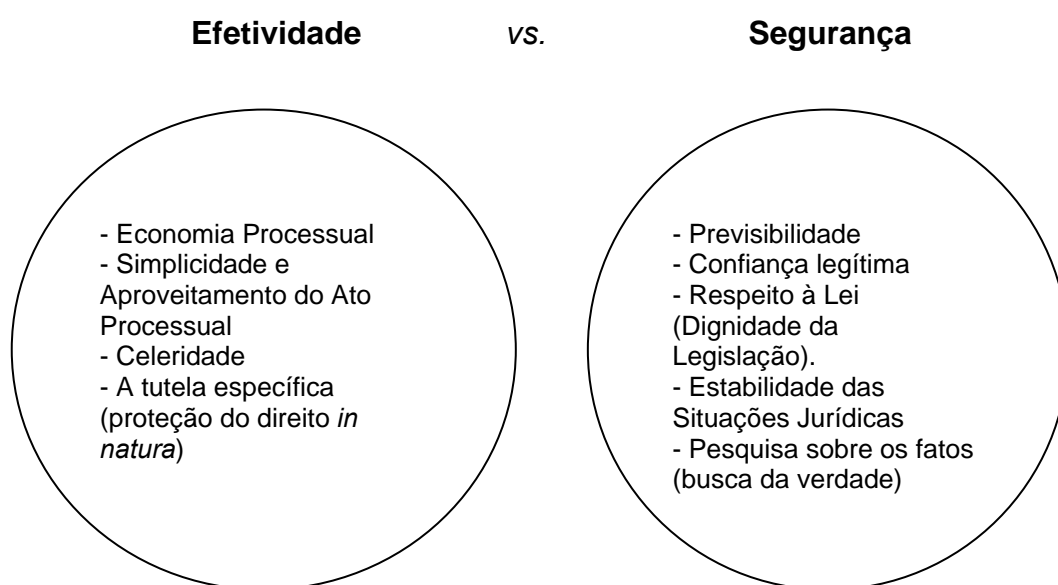 Efetividade vs. Segurança
- Economia Processual
- Simplicidade e
Aproveitamento do Ato
Processual
- Celeridade
- A tutela específica
(proteção do direito in
natura)
- Previsibilidade
- Confiança legítima
- Respeito à Lei
(Dignidade da
Legislação).
- Estabilidade das
Situações Jurídicas
- Pesquisa sobre os fatos
(busca da verdade)